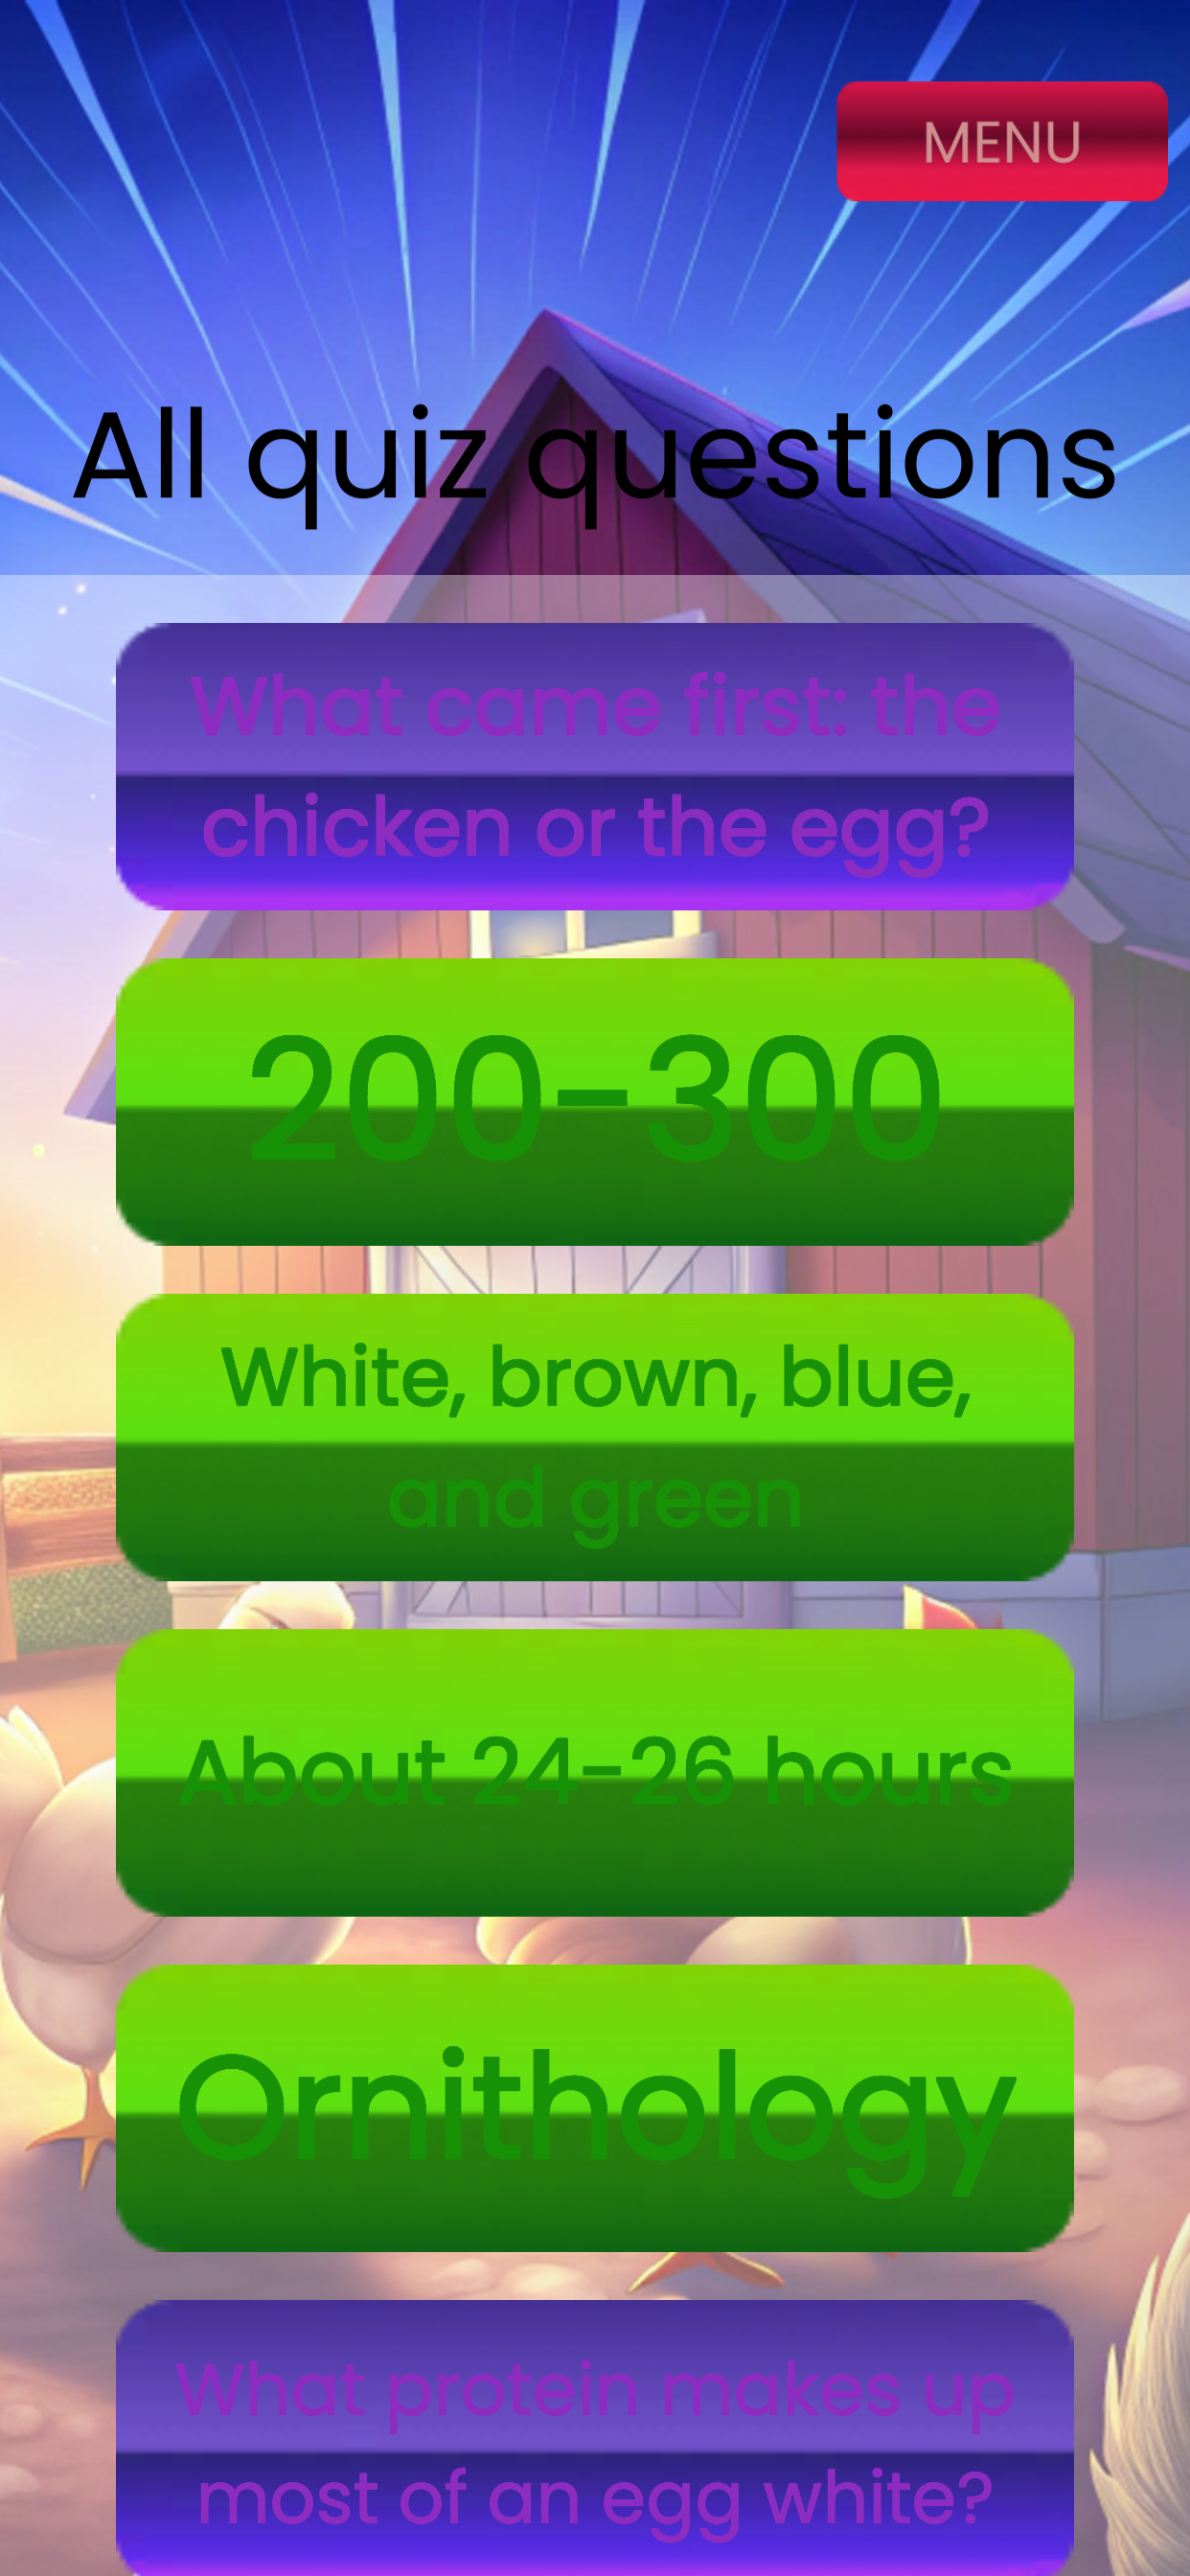 MENU
All quiz questions
What came first: the
chicken or the egg?
200-300
White, brown, blue,
and green
About 24-26 hours
Ornithology
What protein makes up
most of an egg white?